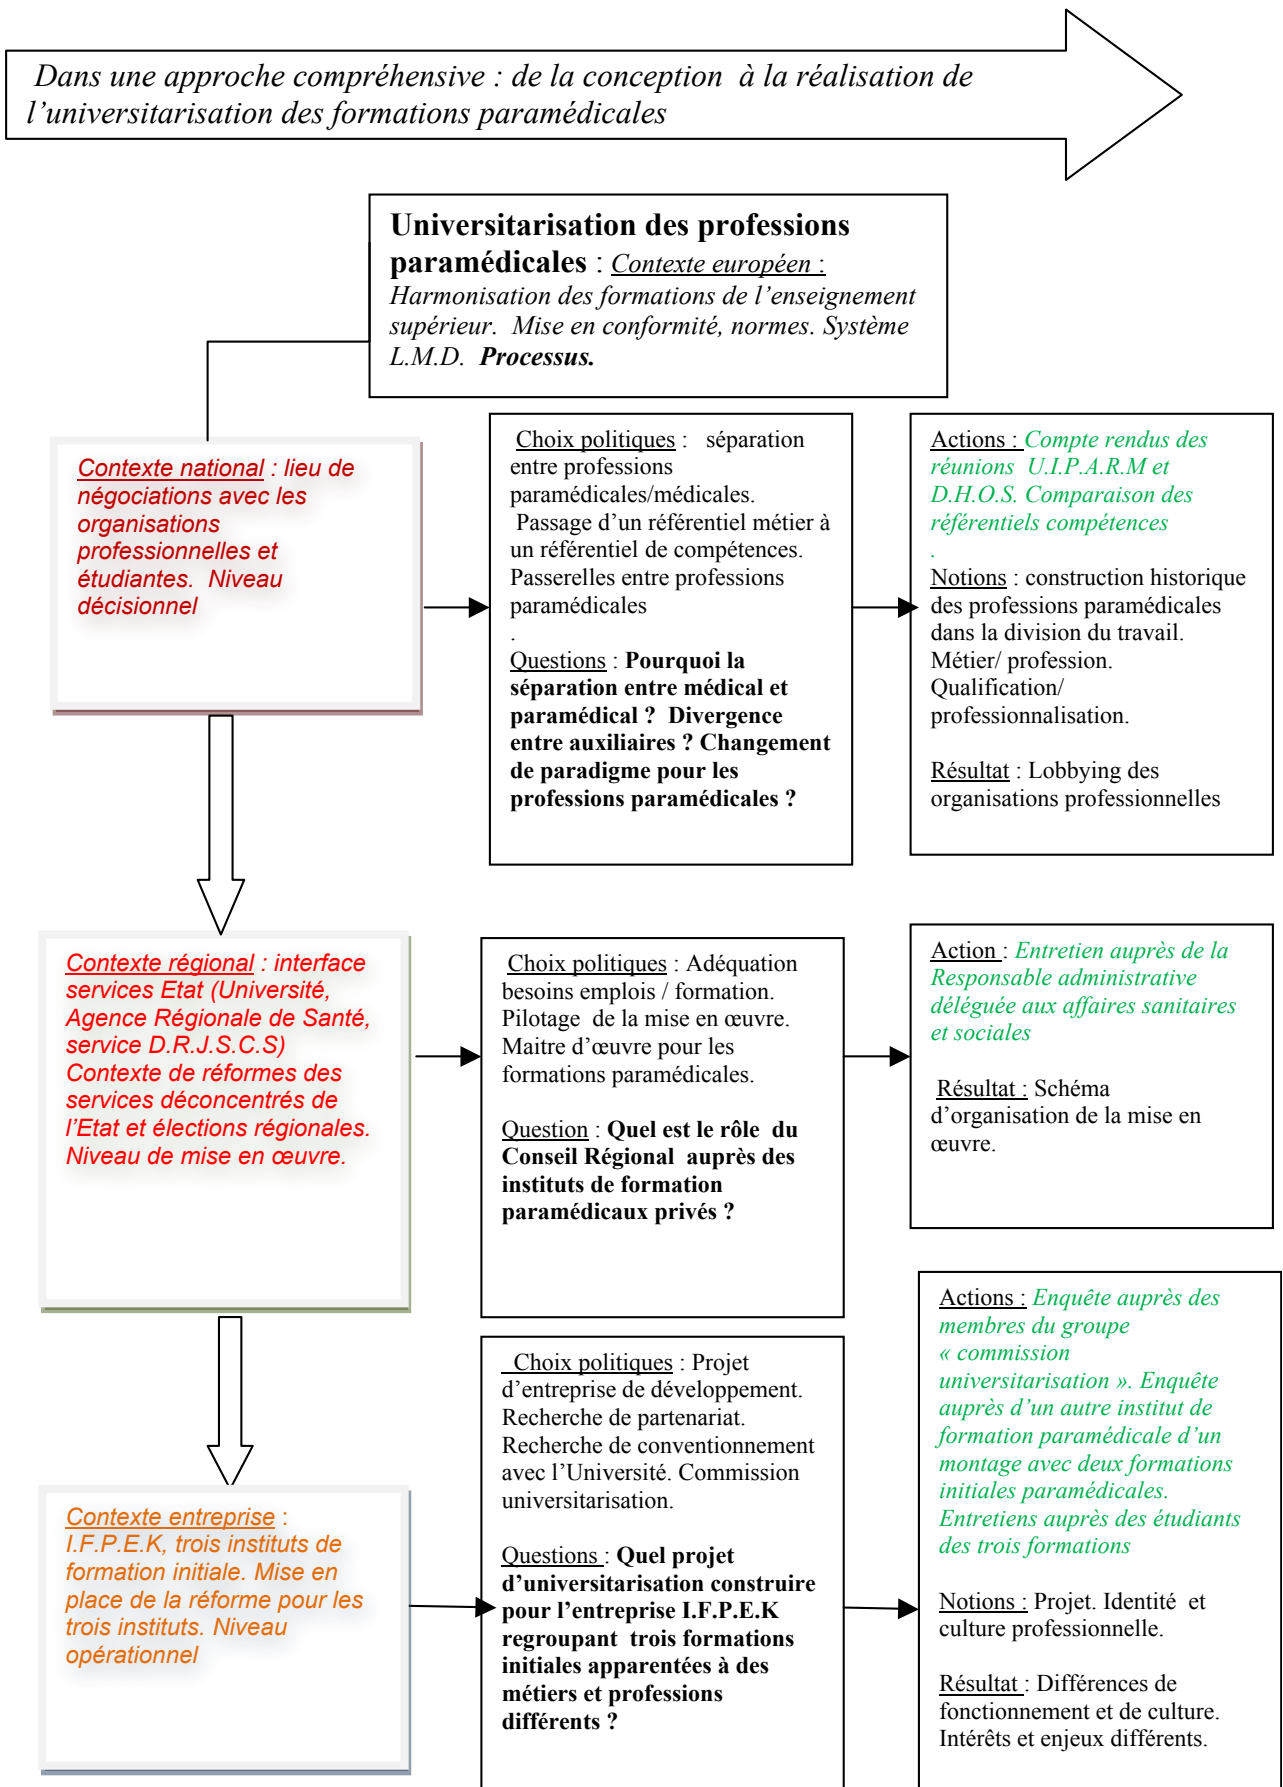 Dans une approche compréhensive : de la conception à la réalisation de
l’universitarisation des formations paramédicales
Universitarisation des professions
paramédicales : Contexte européen :
Harmonisation des formations de l’enseignement
supérieur. Mise en conformité, normes. Système
L.M.D. Processus.
Contexte national : lieu de
négociations avec les
organisations
professionnelles et
étudiantes. Niveau
décisionnel
Choix politiques : séparation
entre professions
paramédicales/médicales.
Passage d’un référentiel métier à
un référentiel de compétences.
Passerelles entre professions
paramédicales
.
Questions : Pourquoi la
séparation entre médical et
paramédical ? Divergence
entre auxiliaires ? Changement
de paradigme pour les
professions paramédicales ?
Actions : Compte rendus des
réunions U.I.P.A.R.M et
D.H.O.S. Comparaison des
référentiels compétences
.
Notions : construction historique
des professions paramédicales
dans la division du travail.
Métier/ profession.
Qualification/
professionnalisation.
Résultat : Lobbying des
organisations professionnelles
Contexte régional : interface
services Etat (Université,
Agence Régionale de Santé,
service D.R.J.S.C.S)
Contexte de réformes des
services déconcentrés de
l’Etat et élections régionales.
Niveau de mise en œuvre.
Choix politiques : Adéquation
besoins emplois / formation.
Pilotage de la mise en œuvre.
Maitre d’œuvre pour les
formations paramédicales.
Question : Quel est le rôle du
Conseil Régional auprès des
instituts de formation
paramédicaux privés ?
Action : Entretien auprès de la
Responsable administrative
déléguée aux affaires sanitaires
et sociales
Résultat : Schéma
d’organisation de la mise en
œuvre.
Contexte entreprise :
I.F.P.E.K, trois instituts de
formation initiale. Mise en
place de la réforme pour les
trois instituts. Niveau
opérationnel
Choix politiques : Projet
d’entreprise de développement.
Recherche de partenariat.
Recherche de conventionnement
avec l’Université. Commission
universitarisation.
Questions : Quel projet
d’universitarisation construire
pour l’entreprise I.F.P.E.K
regroupant trois formations
initiales apparentées à des
métiers et professions
différents ?
Actions : Enquête auprès des
membres du groupe
« commission
universitarisation ». Enquête
auprès d’un autre institut de
formation paramédicale d’un
montage avec deux formations
initiales paramédicales.
Entretiens auprès des étudiants
des trois formations
Notions : Projet. Identité et
culture professionnelle.
Résultat : Différences de
fonctionnement et de culture.
Intérêts et enjeux différents.